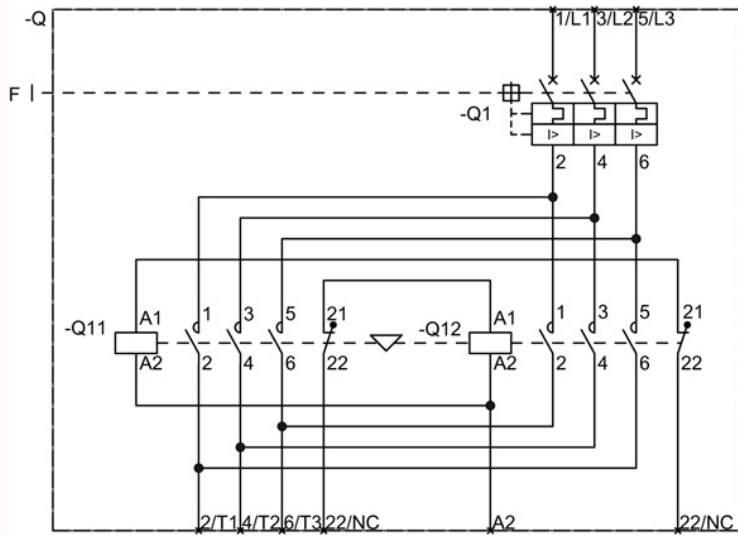 -Q 1/L1 3/L2 5/L3
F
-Q1
I> I> I>
2 4 6
1 3 5 21 1 3 5 21
-Q11 A1 -Q12 A1
A2 2 4 6 22 A2 2 4 6 22
2/T1 4/T2 6/T3 22/NC A2 22/NC